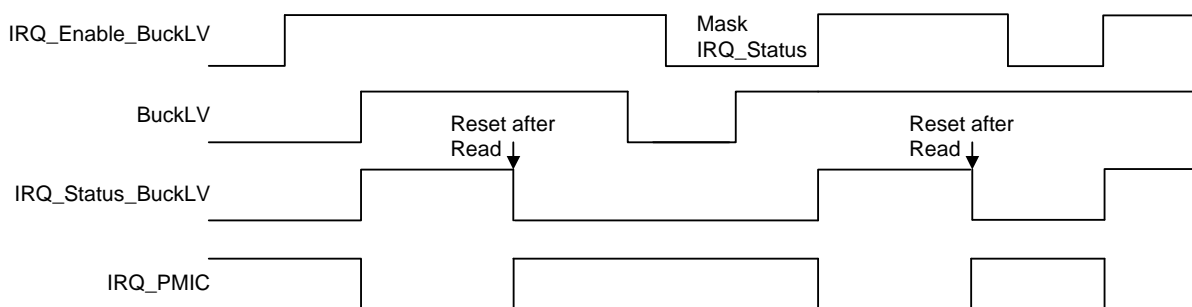 IRQ_Enable_BuckLV
Mask
IRQ_Status
BuckLV
Reset after
Read
Reset after
Read
IRQ_Status_BuckLV
IRQ_PMIC